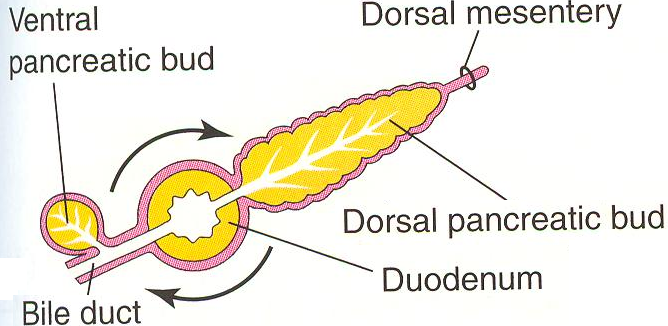 Ventral
pancreatic bud
Dorsal mesentery
Dorsal pancreatic bud
Duodenum
Bile duct